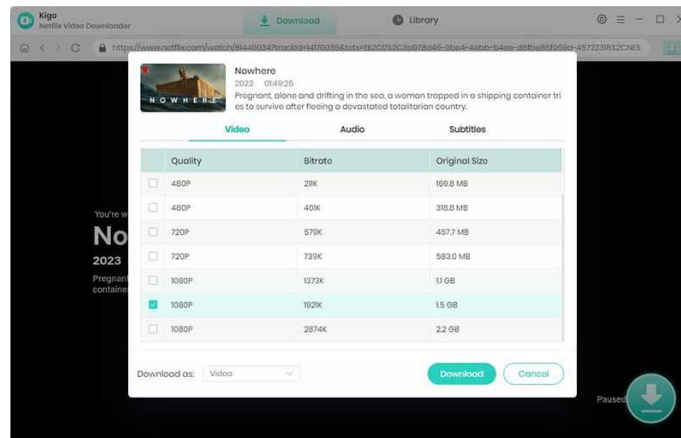 Kigo
Netflix Video Downloader
Download
Library
Nowhere
2023 01:49:26
Pregnant, alone and drifting in the sea, a woman trapped in a shipping container tri
es to survive after fleeing a devastated totalitarian country.
NOWHERE
Video Audio Subtitles
Quality Bitrate Original Size
480P 211K 169.8 MB
480P 401K 318.8 MB
720P 579K 457.7 MB
720P 739K 583.0 MB
1080P 1373K 1.1 GB
1080P 1921K 1.5 GB
1080P 2874K 2.2 GB
You're w
No
2023
Pregnant
containe
Download as: Video
Download
Cancel
Paused